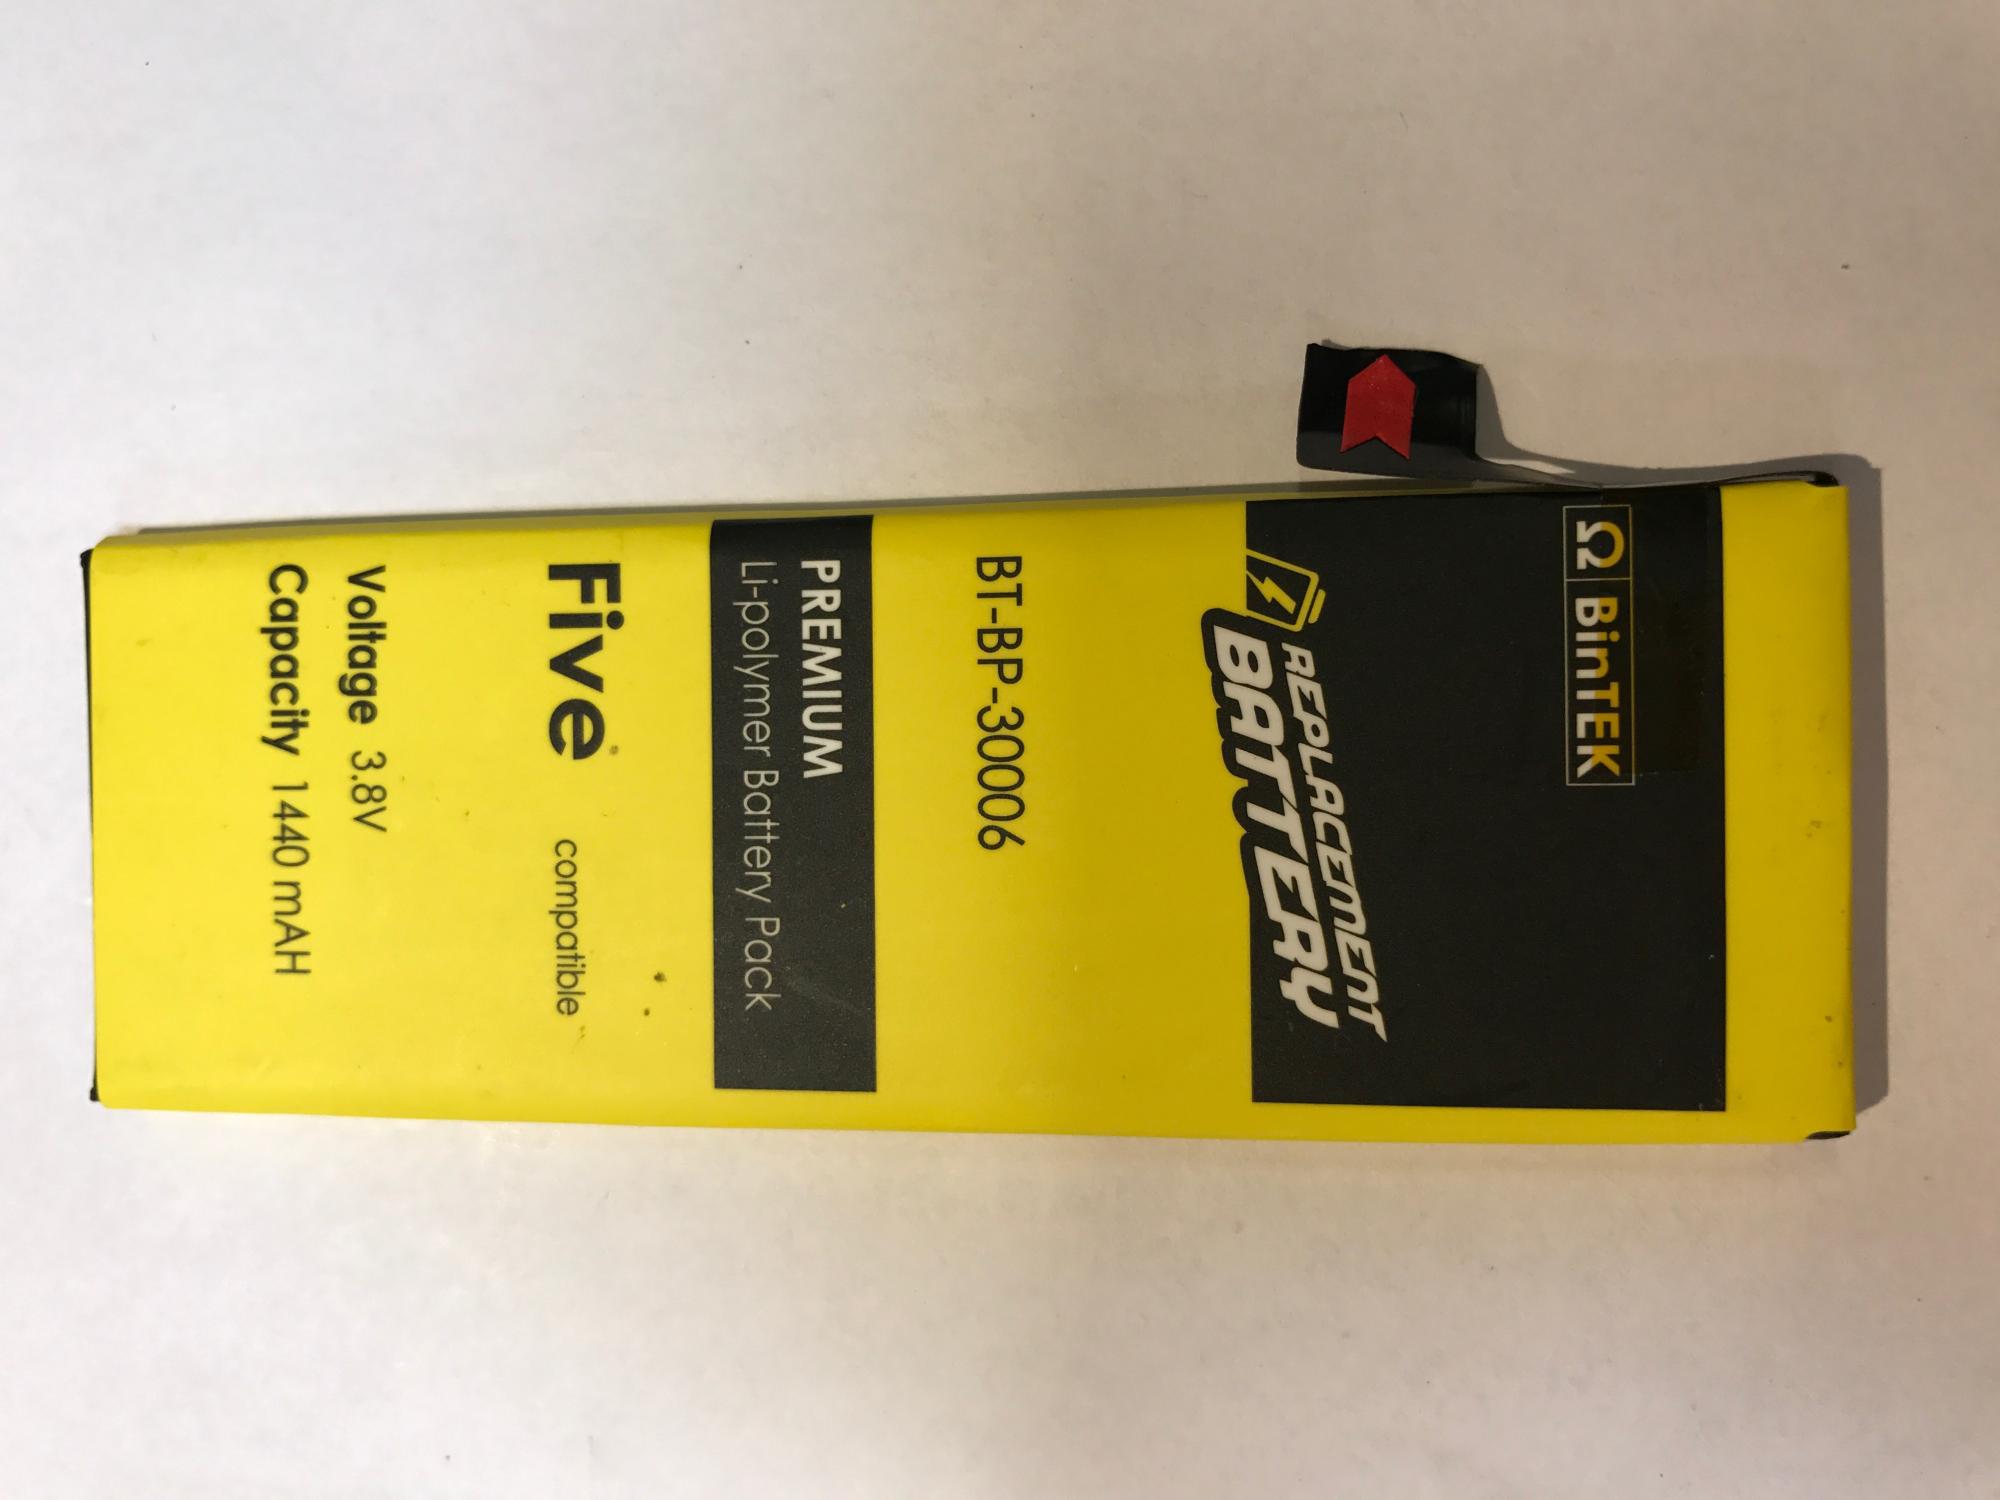 Ω BinTEK
REPLACEMENT
BATTERY
BT-BP-30006
PREMIUM
Li-polymer Battery Pack
Five compatible
Voltage 3.8V
Capacity 1440 mAH